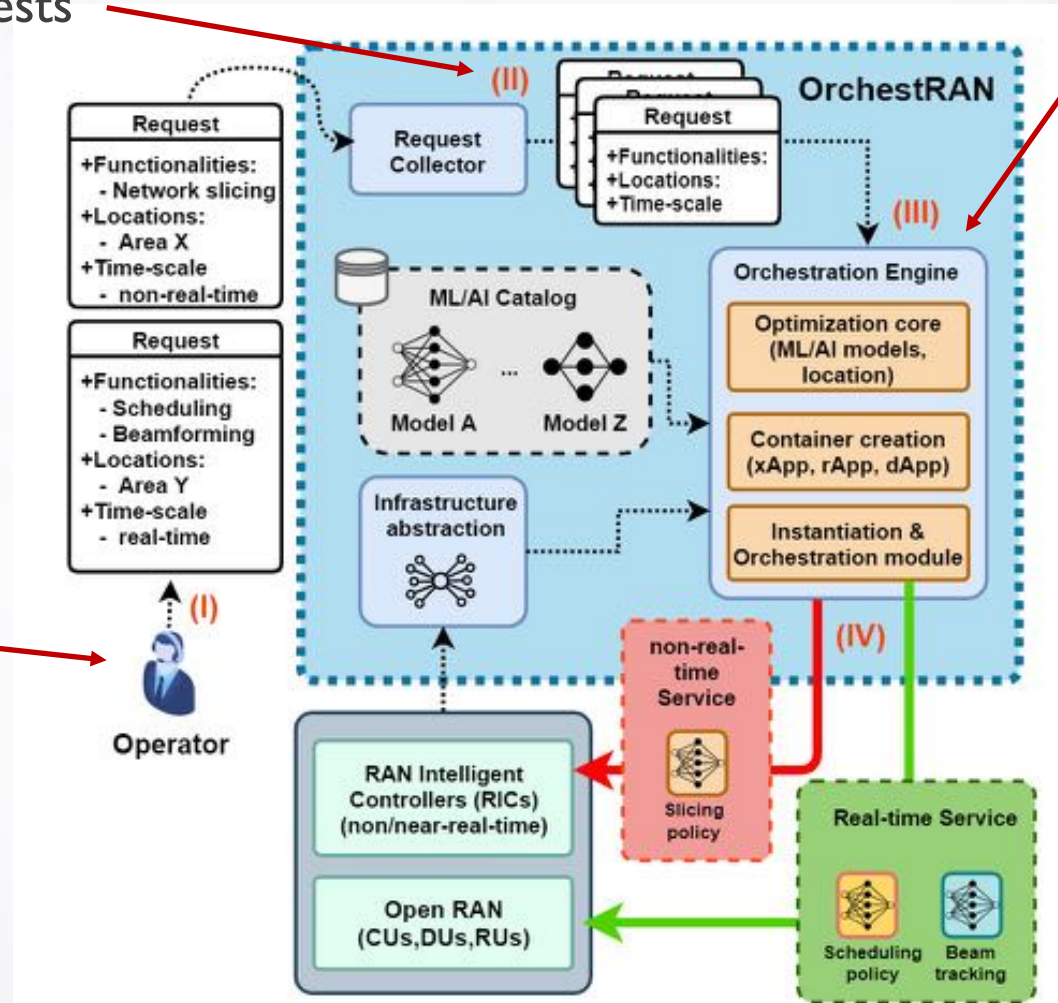 ests
(II)
OrchestRAN
Request
+Functionalities:
- Network slicing
+Locations:
- Area X
+Time-scale
- non-real-time
Request
Collector
Request
Request
Request
+Functionalities:
+Locations:
+Time-scale
(III)
ML/AI Catalog
...
Model A
Model Z
Orchestration Engine
Optimization core
(ML/AI models,
location)
Container creation
(xApp, rApp, dApp)
Instantiation &
Orchestration module
Request
+Functionalities:
- Scheduling
- Beamforming
+Locations:
- Area Y
+Time-scale
- real-time
Infrastructure
abstraction
(I)
Operator
(IV)
non-real-
time
Service
Slicing
policy
RAN Intelligent
Controllers (RICs)
(non/near-real-time)
Open RAN
(CUs,DUs,RUs)
Real-time Service
Scheduling
policy
Beam
tracking